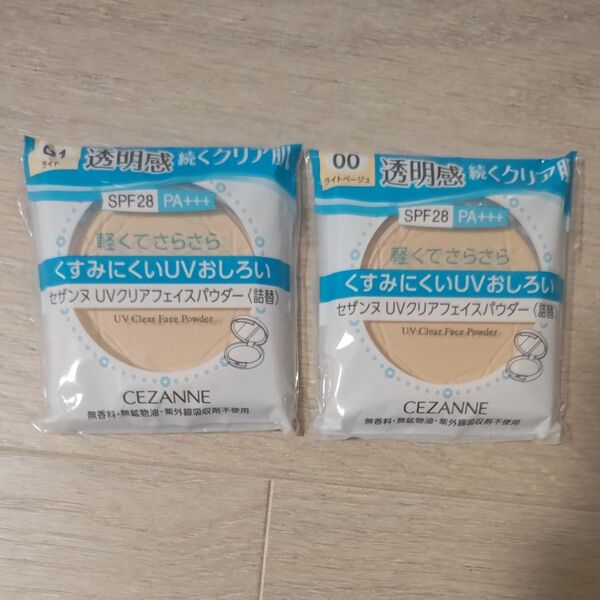 01
ライト
透明感 続くクリア肌
SPF28 PA+++
軽くてさらさら
くすみにくいUVおしろい
セザンヌ UVクリアフェイスパウダー〈詰替〉
UV Clear Face Powder
CEZANNE
無香料・無鉱物油・紫外線吸収剤不使用
00
ライトベージュ
透明感 続くクリア肌
SPF28 PA+++
軽くてさらさら
くすみにくいUVおしろい
セザンヌ UVクリアフェイスパウダー〈詰替〉
UV Clear Face Powder
CEZANNE
無香料・無鉱物油・紫外線吸収剤不使用